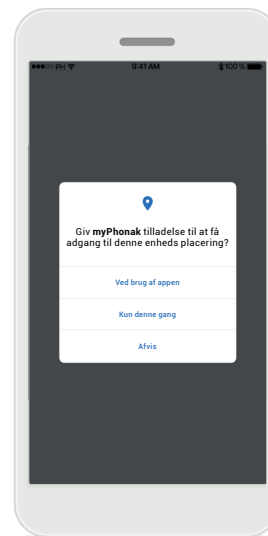 PH 9:41 AM 100 %
Giv myPhonak tilladelse til at få
adgang til denne enheds placering?
Ved brug af appen
Kun denne gang
Afvis